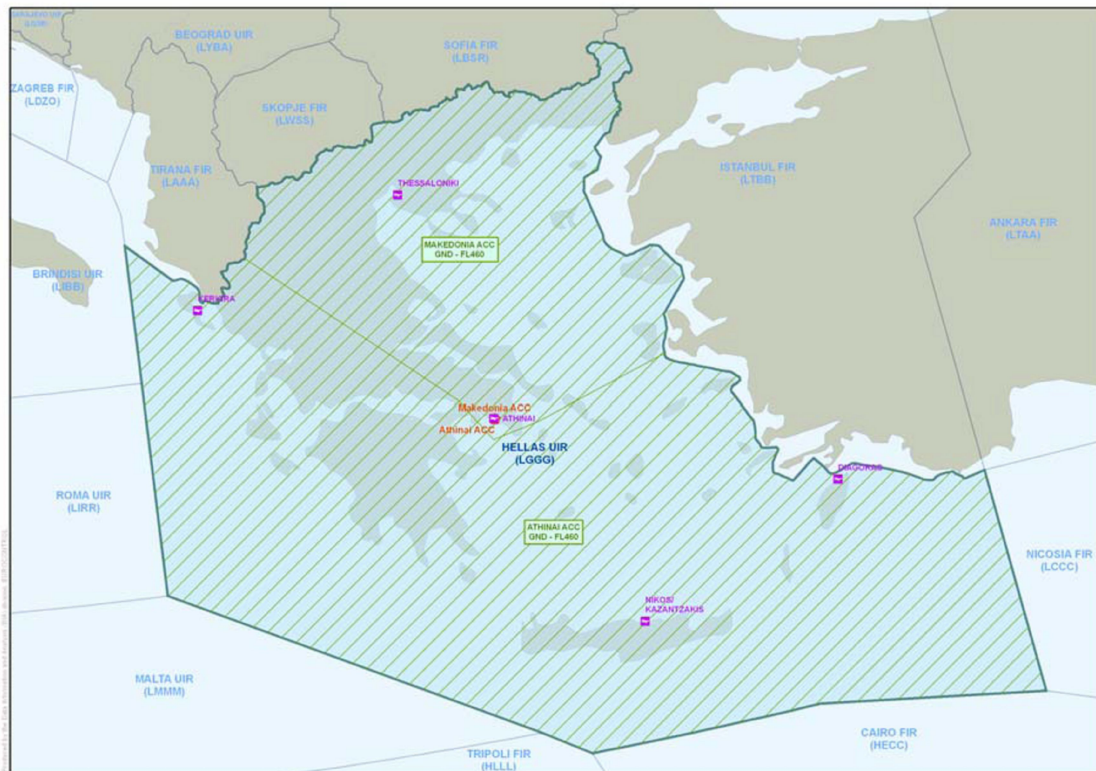 BEOGRAD UIR
(LYBA)
SOFIA FIR
(LBSR)
ZAGREB FIR
(LDZO)
SKOPJE FIR
(LWSS)
TIRANA FIR
(LAAA)
ISTANBUL FIR
(LTBB)
THESSALONIKI
ANKARA FIR
(LTAA)
MAKEDONIA ACC
GND - FL460
BRINDISI UIR
(LIBB)
KERKIRA
Makedonia ACC
ATHINAI
Athinai ACC
HELLAS UIR
(LGGG)
DIAGORAS
ROMA UIR
(LIRR)
ATHINAI ACC
GND - FL460
NICOSIA FIR
(LCCC)
NIKOS/
KAZANTZAKIS
MALTA UIR
(LMMM)
CAIRO FIR
(HECC)
TRIPOLI FIR
(HLLL)